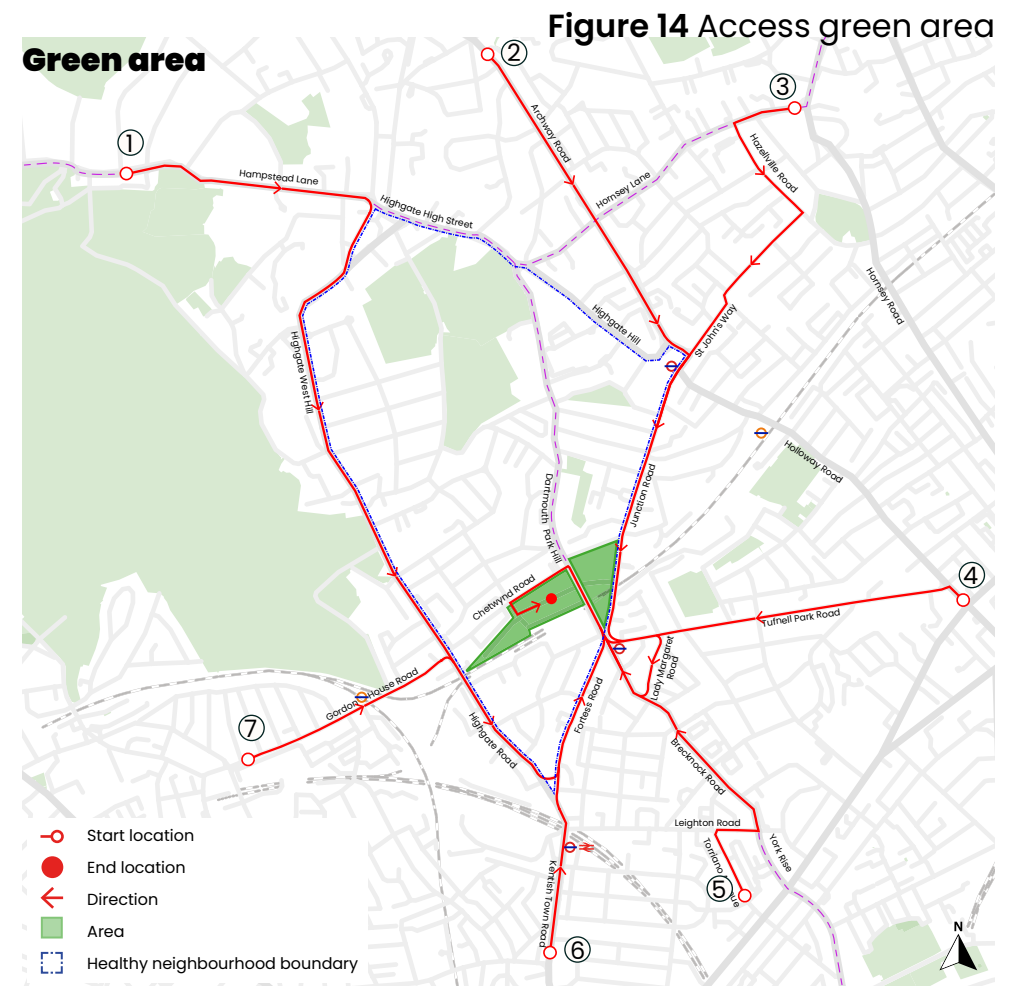 Figure 14 Access green area
Green area
②
③
①
Archway Road
Hazellville Road
Hampstead Lane
Hornsey Lane
Highgate High Street
Hornsey Road
Highgate Hill
St John's Way
Highgate West Hill
Holloway Road
Junction Road
Dartmouth Park Hill
④
Chetwynd Road
Tufnell Park Road
Lady Margaret
Road
Gordon House Road
Fortess Road
⑦
Highgate Road
Brecknock Road
Leighton Road
York Rise
Kentish Town Road
⑤
⑥
N
Start location
End location
Direction
Area
Healthy neighbourhood boundary